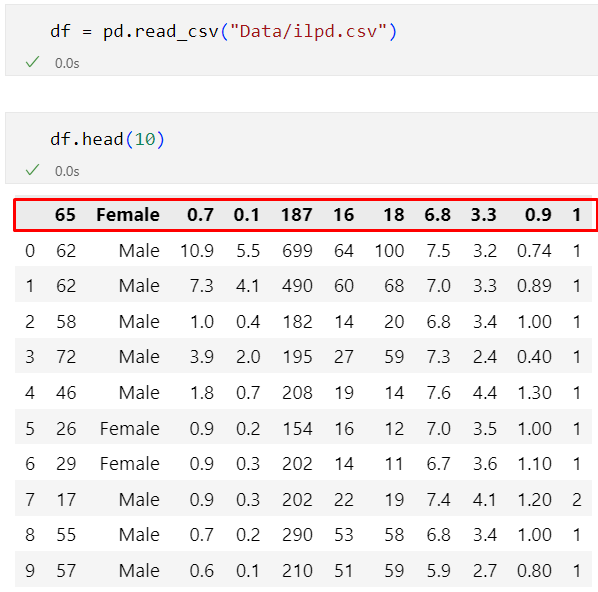 df = pd.read_csv("Data/ilpd.csv")
0.0s
df.head(10)
0.0s
65 Female 0.7 0.1 187 16 18 6.8 3.3 0.9 1
0 62 Male 10.9 5.5 699 64 100 7.5 3.2 0.74 1
1 62 Male 7.3 4.1 490 60 68 7.0 3.3 0.89 1
2 58 Male 1.0 0.4 182 14 20 6.8 3.4 1.00 1
3 72 Male 3.9 2.0 195 27 59 7.3 2.4 0.40 1
4 46 Male 1.8 0.7 208 19 14 7.6 4.4 1.30 1
5 26 Female 0.9 0.2 154 16 12 7.0 3.5 1.00 1
6 29 Female 0.9 0.3 202 14 11 6.7 3.6 1.10 1
7 17 Male 0.9 0.3 202 22 19 7.4 4.1 1.20 2
8 55 Male 0.7 0.2 290 53 58 6.8 3.4 1.00 1
9 57 Male 0.6 0.1 210 51 59 5.9 2.7 0.80 1